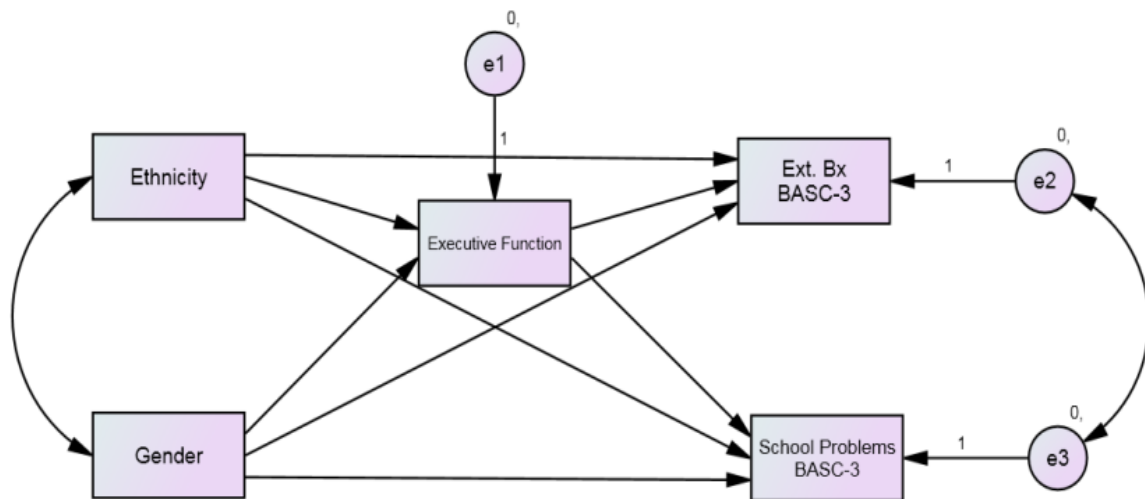 0,
e1
1
Ethnicity
Ext. Bx
BASC-3
0,
1
e2
Executive Function
Gender
School Problems
BASC-3
0,
1
e3